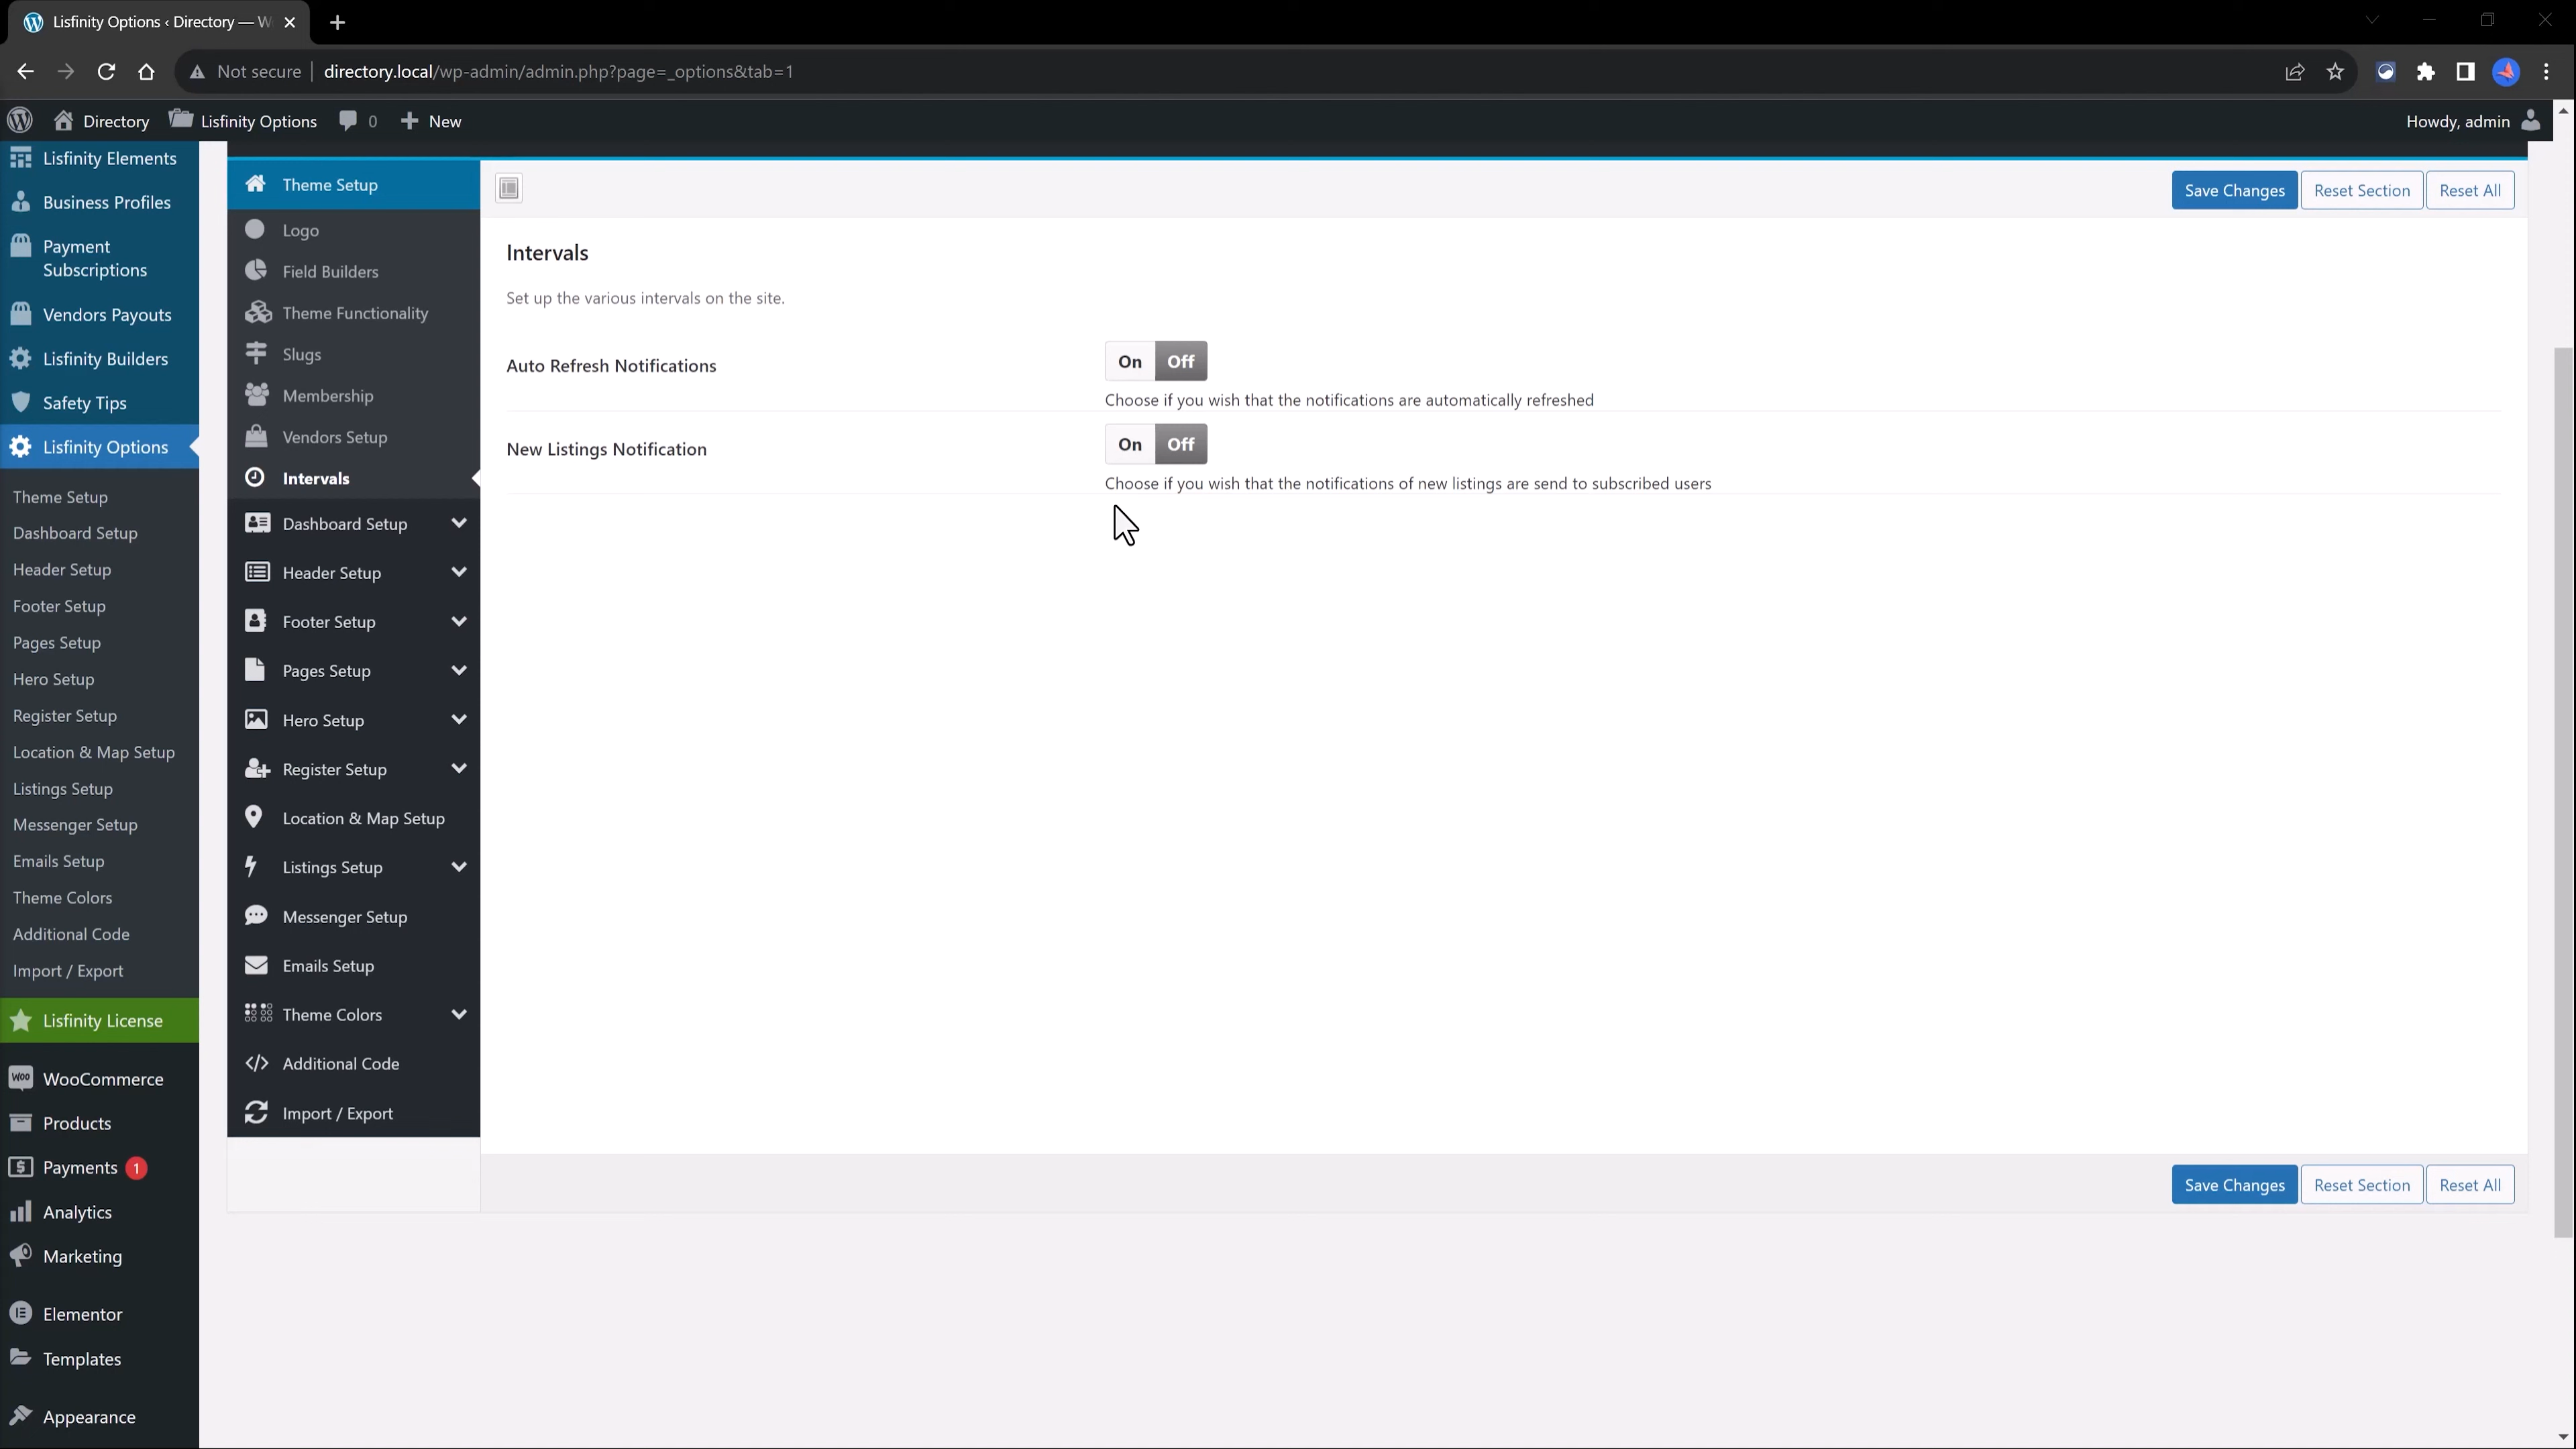 Lisfinity Options ‹ Directory — W
Not secure
directory.local/wp-admin/admin.php?page=_options&tab=1
Directory
Lisfinity Options
0
New
Howdy, admin
Lisfinity Elements
Business Profiles
Payment
Subscriptions
Vendors Payouts
Lisfinity Builders
Safety Tips
Lisfinity Options
Theme Setup
Dashboard Setup
Header Setup
Footer Setup
Pages Setup
Hero Setup
Register Setup
Location & Map Setup
Listings Setup
Messenger Setup
Emails Setup
Theme Colors
Additional Code
Import / Export
Lisfinity License
WooCommerce
Products
Payments 1
Analytics
Marketing
Elementor
Templates
Appearance
Theme Setup
Logo
Field Builders
Theme Functionality
Slugs
Membership
Vendors Setup
Intervals
Dashboard Setup
Header Setup
Footer Setup
Pages Setup
Hero Setup
Register Setup
Location & Map Setup
Listings Setup
Messenger Setup
Emails Setup
Theme Colors
Additional Code
Import / Export
Save Changes
Reset Section
Reset All
Intervals
Set up the various intervals on the site.
Auto Refresh Notifications
On Off
Choose if you wish that the notifications are automatically refreshed
New Listings Notification
On Off
Choose if you wish that the notifications of new listings are send to subscribed users
Save Changes
Reset Section
Reset All